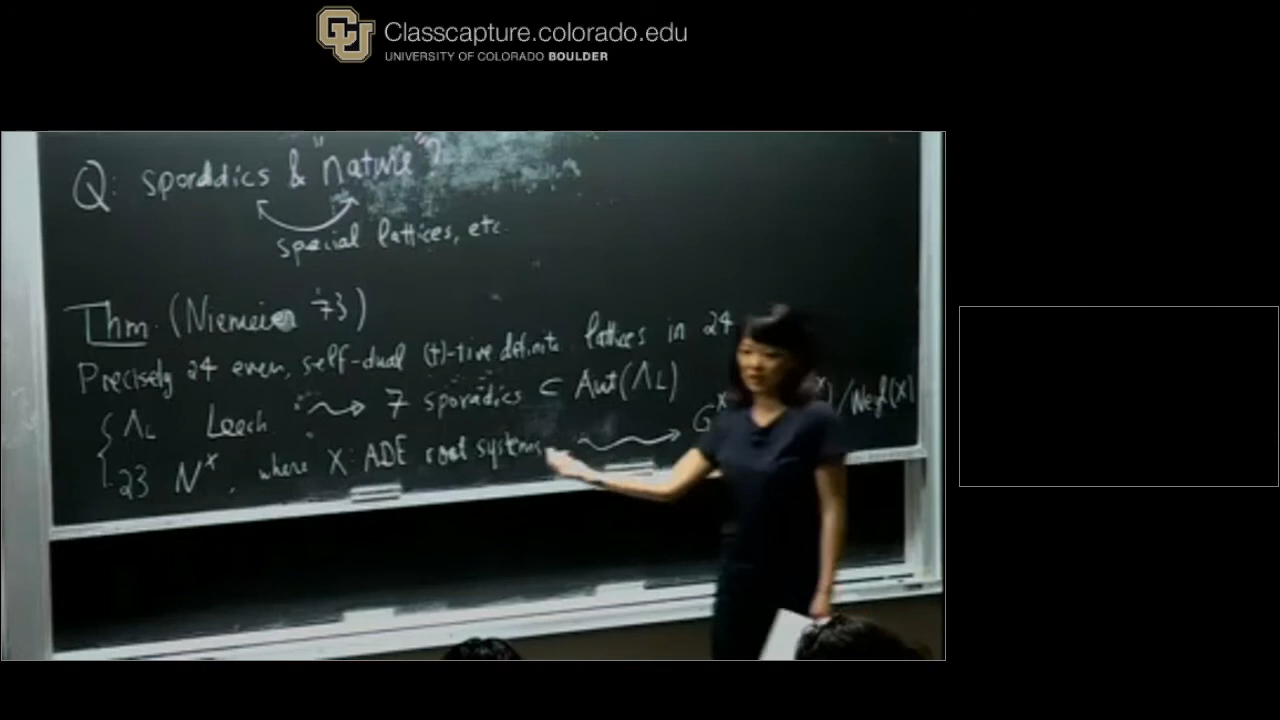 Classcapture.colorado.edu
UNIVERSITY OF COLORADO BOULDER
Q: sporadics & "nature"?
special lattices, etc.
Thm. (Niemeier '73)
Precisely 24 even, self-dual (+)-tive definite lattices in 24
{ Λ_L Leech ⇝ 7 sporadics ⊂ Aut(Λ_L)
23 N^X, where X: ADE root systems ⇝ G^X )/Weyl(X)